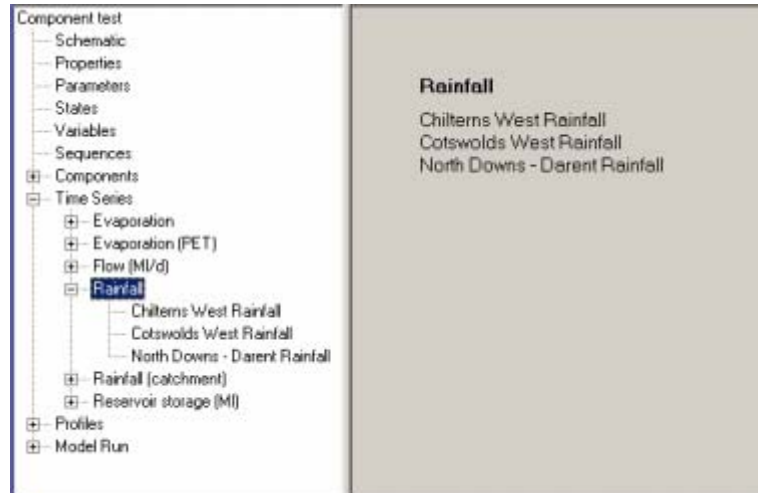 Component test
Schematic
Properties
Parameters
States
Variables
Sequences
Components
Time Series
Evaporation
Evaporation (PET)
Flow (Ml/d)
Rainfall
Chilterns West Rainfall
Cotswolds West Rainfall
North Downs - Darent Rainfall
Rainfall (catchment)
Reservoir storage (Ml)
Profiles
Model Run
Rainfall
Chilterns West Rainfall
Cotswolds West Rainfall
North Downs - Darent Rainfall